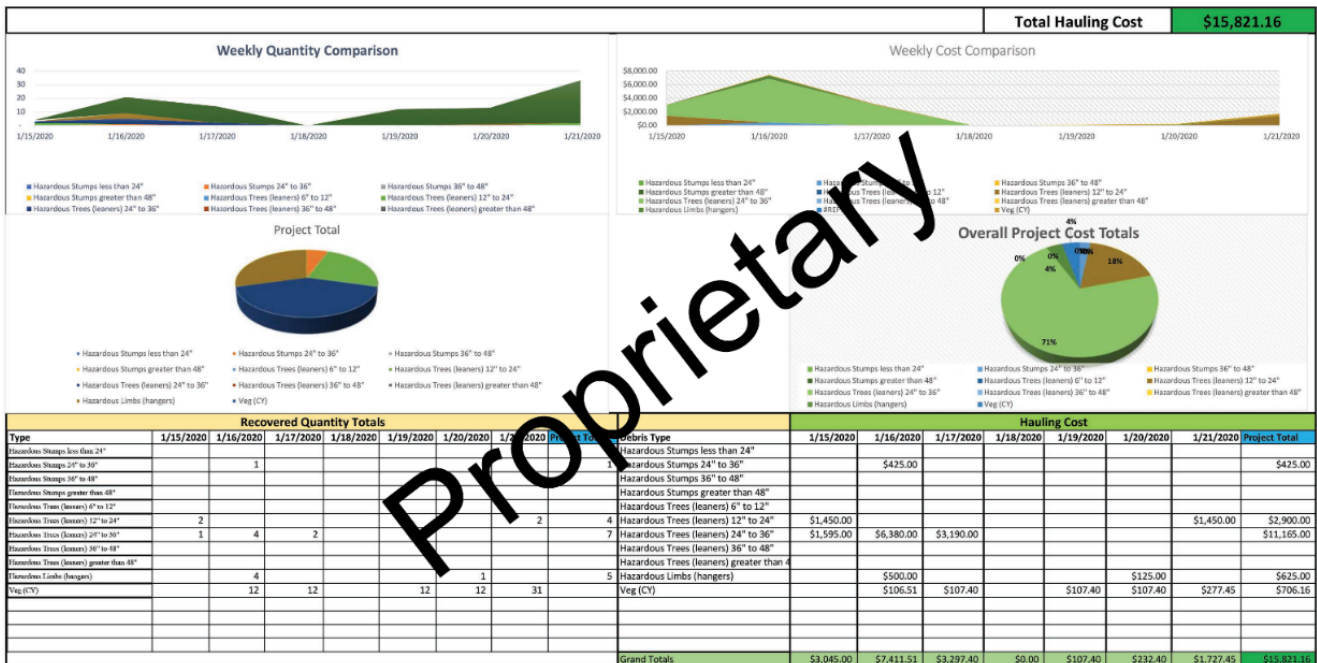 Total Hauling Cost $15,821.16
Weekly Quantity Comparison
40
30
20
10
-
1/15/2020 1/16/2020 1/17/2020 1/18/2020 1/19/2020 1/20/2020 1/21/2020
Hazardous Stumps less than 24" Hazardous Stumps 24" to 36" Hazardous Stumps 36" to 48"
Hazardous Stumps greater than 48" Hazardous Trees (leaners) 6" to 12" Hazardous Trees (leaners) 12" to 24"
Hazardous Trees (leaners) 24" to 36" Hazardous Trees (leaners) 36" to 48" Hazardous Trees (leaners) greater than 48"
Weekly Cost Comparison
$8,000.00
$6,000.00
$4,000.00
$2,000.00
$0.00
1/15/2020 1/16/2020 1/17/2020 1/18/2020 1/19/2020 1/20/2020 1/21/2020
Hazardous Stumps less than 24" Hazardous Stumps 36" to 48"
Hazardous Stumps greater than 48" Hazardous Trees (leaners) to 12" Hazardous Trees (leaners) 12" to 24"
Hazardous Trees (leaners) 24" to 36" Hazardous Trees (leaners) to 48" Hazardous Trees (leaners) greater than 48"
Hazardous Limbs (hangers) #REF Veg (CY)
Project Total
Hazardous Stumps less than 24" Hazardous Stumps 24" to 36" Hazardous Stumps 36" to 48"
Hazardous Stumps greater than 48" Hazardous Trees (leaners) 6" to 12" Hazardous Trees (leaners) 12" to 24"
Hazardous Trees (leaners) 24" to 36" Hazardous Trees (leaners) 36" to 48" Hazardous Trees (leaners) greater than 48"
Hazardous Limbs (hangers) Veg (CY)
Overall Project Cost Totals
4%
0% 0% 4% 18%
71%
Hazardous Stumps less than 24" Hazardous Stumps 24" to 36" Hazardous Stumps 36" to 48"
Hazardous Stumps greater than 48" Hazardous Trees (leaners) 6" to 12" Hazardous Trees (leaners) 12" to 24"
Hazardous Trees (leaners) 24" to 36" Hazardous Trees (leaners) 36" to 48" Hazardous Trees (leaners) greater than 48"
Hazardous Limbs (hangers) Veg (CY)
Proprietary
Recovered Quantity Totals
Type 1/15/2020 1/16/2020 1/17/2020 1/18/2020 1/19/2020 1/20/2020 2020
Hazardous Stumps less than 24"
Hazardous Stumps 24" to 36" 1 1
Hazardous Stumps 36" to 48"
Hazardous Stumps greater than 48"
Hazardous Trees (leaners) 6" to 12"
Hazardous Trees (leaners) 12" to 24" 2 2 4
Hazardous Trees (leaners) 24" to 36" 1 4 2 7
Hazardous Trees (leaners) 36" to 48"
Hazardous Trees (leaners) greater than 48"
Hazardous Limbs (hangers) 4 1 5
Veg (CY) 12 12 12 12 31
Hauling Cost
Debris Type 1/15/2020 1/16/2020 1/17/2020 1/18/2020 1/19/2020 1/20/2020 1/21/2020 Project Total
Hazardous Stumps less than 24"
Hazardous Stumps 24" to 36" $425.00 $425.00
Hazardous Stumps 36" to 48"
Hazardous Stumps greater than 48"
Hazardous Trees (leaners) 6" to 12"
Hazardous Trees (leaners) 12" to 24" $1,450.00 $1,450.00 $2,900.00
Hazardous Trees (leaners) 24" to 36" $1,595.00 $6,380.00 $3,190.00 $11,165.00
Hazardous Trees (leaners) 36" to 48"
Hazardous Trees (leaners) greater than 4
Hazardous Limbs (hangers) $500.00 $125.00 $625.00
Veg (CY) $106.51 $107.40 $107.40 $107.40 $277.45 $706.16
Grand Totals $3,045.00 $7,411.51 $3,297.40 $0.00 $107.40 $232.40 $1,727.45 $15,821.16